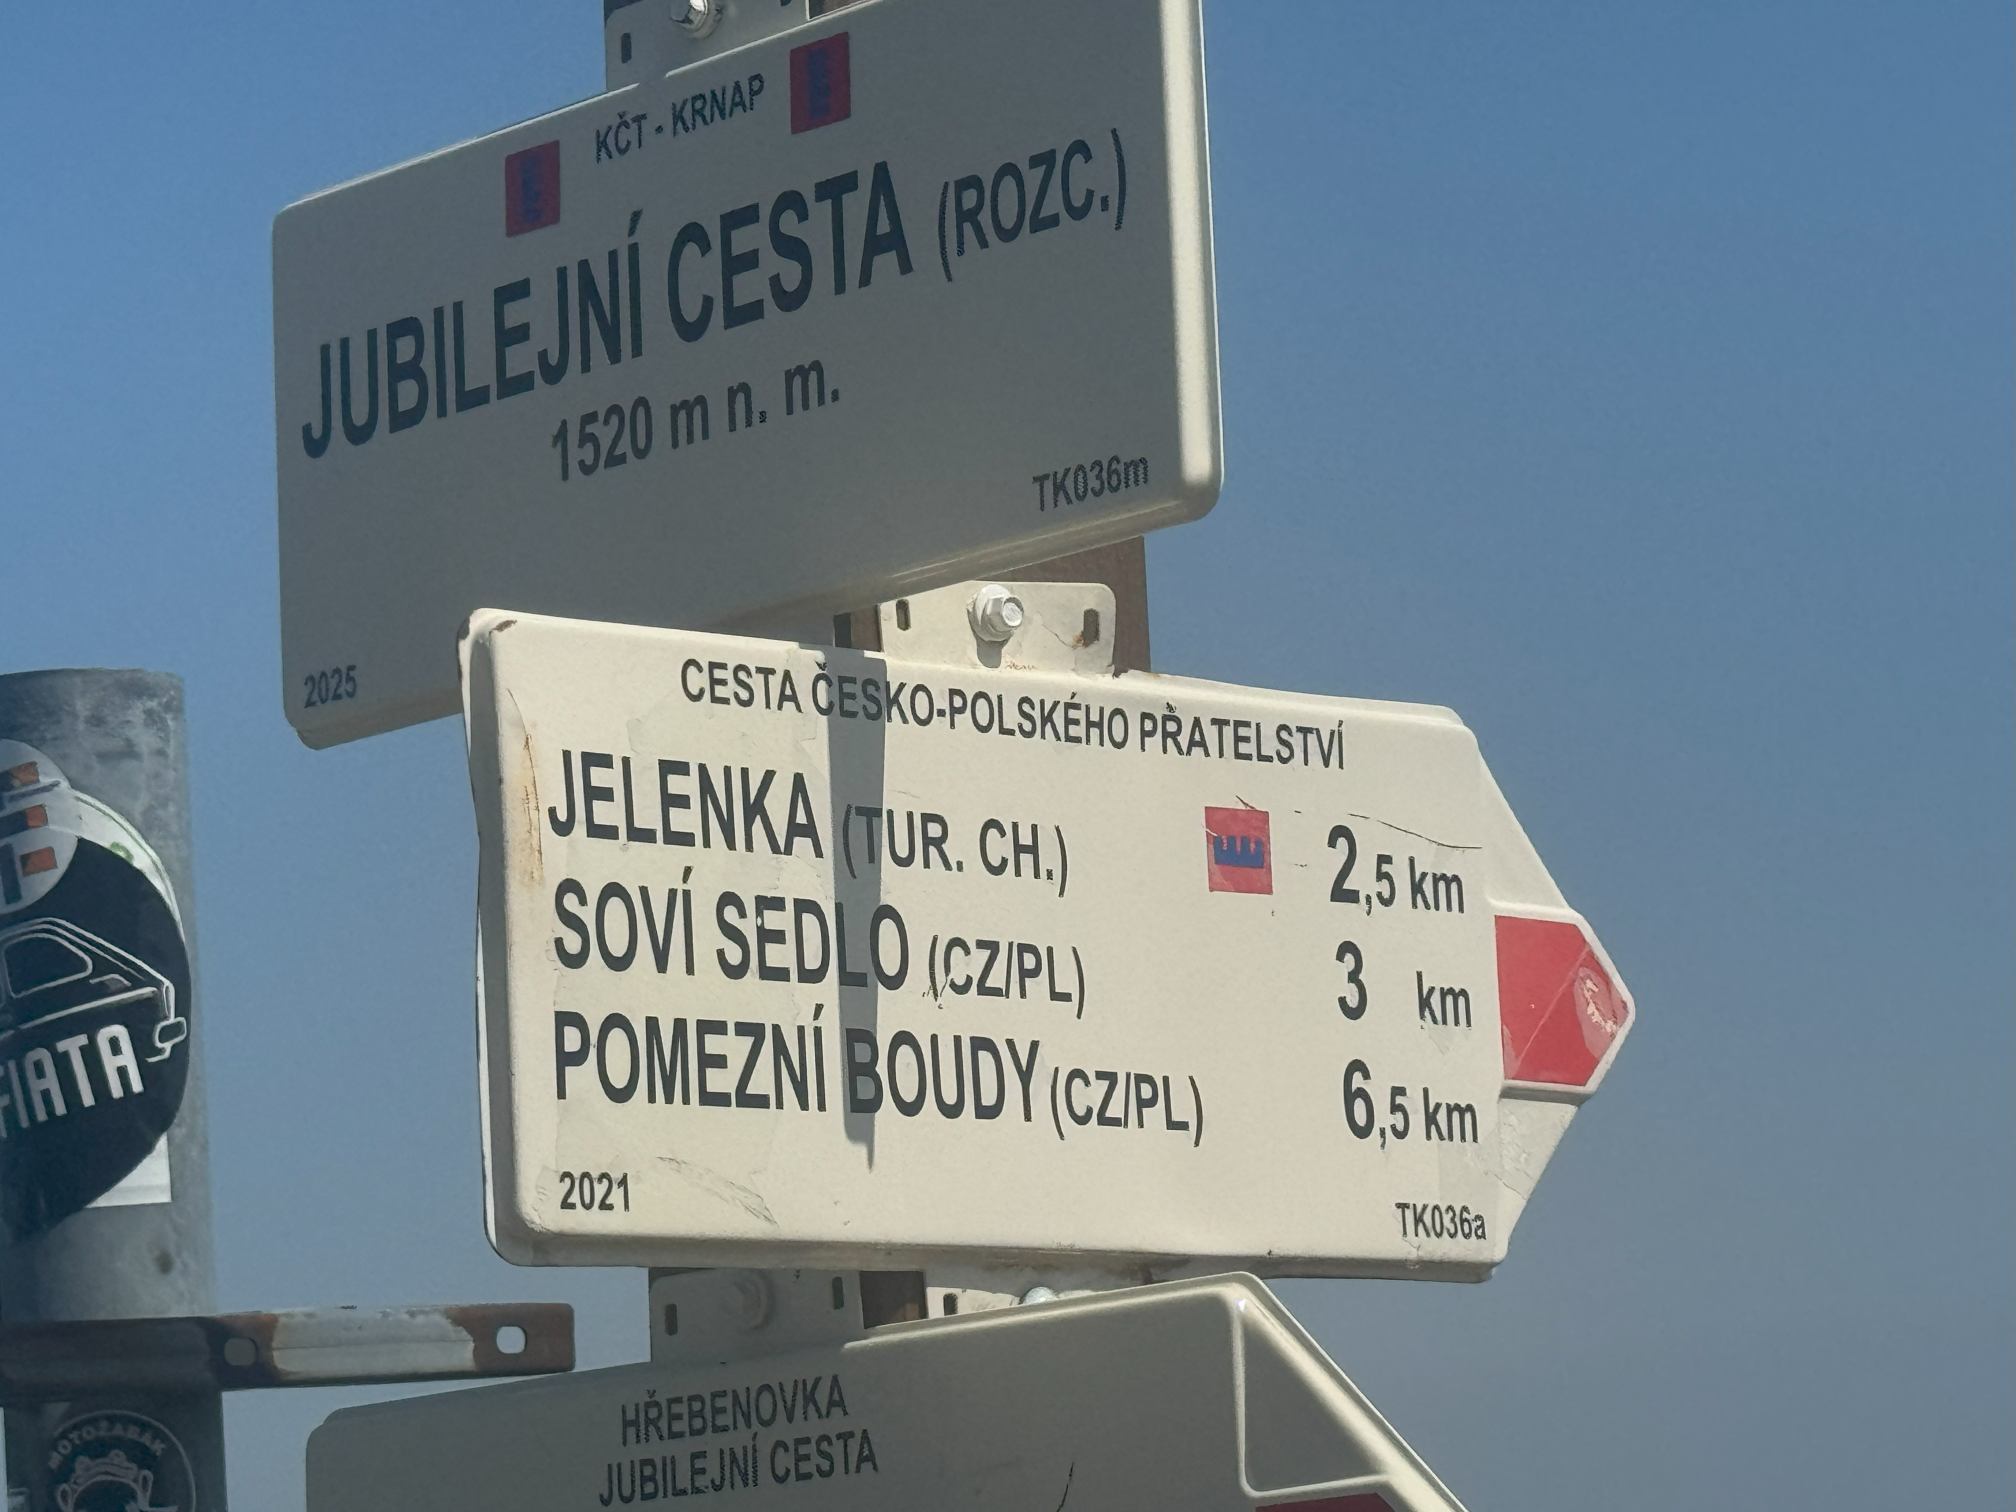 KČT - KRNAP
JUBILEJNÍ CESTA (ROZC.)
1520 m n. m.
TK036m
2025
CESTA ČESKO-POLSKÉHO PŘATELSTVÍ
JELENKA (TUR. CH.) 2,5 km
SOVÍ SEDLO (CZ/PL) 3 km
POMEZNÍ BOUDY (CZ/PL) 6,5 km
2021
TK036a
HŘEBENOVKA
JUBILEJNÍ CESTA
FIATA
MOTOŽABÁK